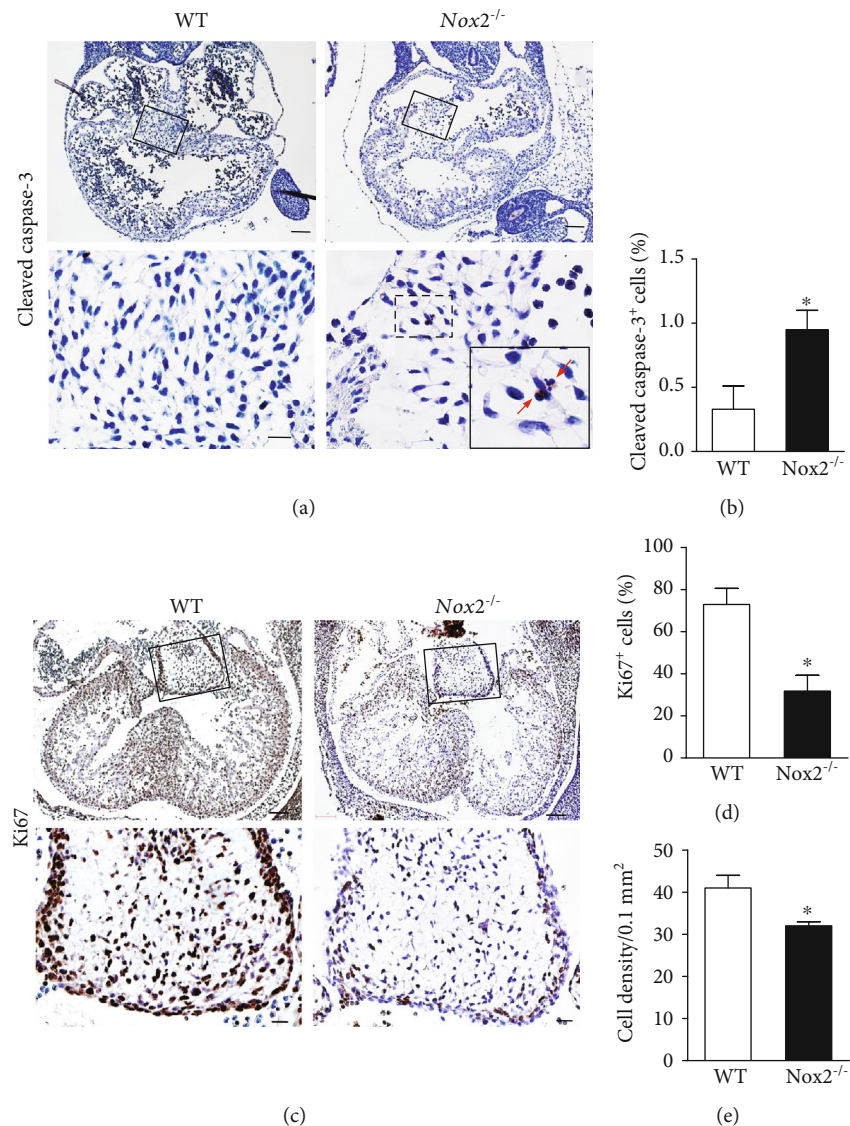 WT
Nox2-/-
Cleaved caspase-3
(a)
Cleaved caspase-3+ cells (%)
1.5
1.0
0.5
0.0
*
WT
Nox2-/-
(b)
WT
Nox2-/-
Ki67
(c)
Ki67+ cells (%)
100
80
60
40
20
0
*
WT
Nox2-/-
(d)
Cell density/0.1 mm2
50
40
30
20
10
0
*
WT
Nox2-/-
(e)